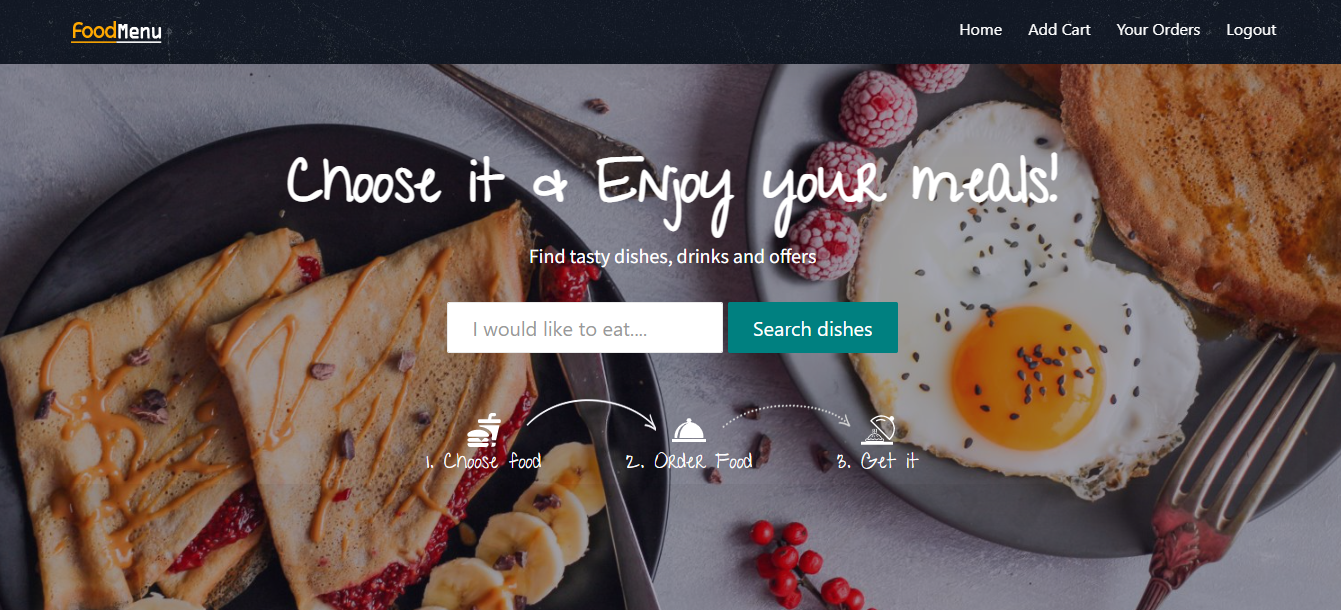 FoodMenu
Home Add Cart Your Orders Logout
Choose it & Enjoy your meals!
Find tasty dishes, drinks and offers
I would like to eat.... Search dishes
1. Choose food 2. Order Food 3. Get it